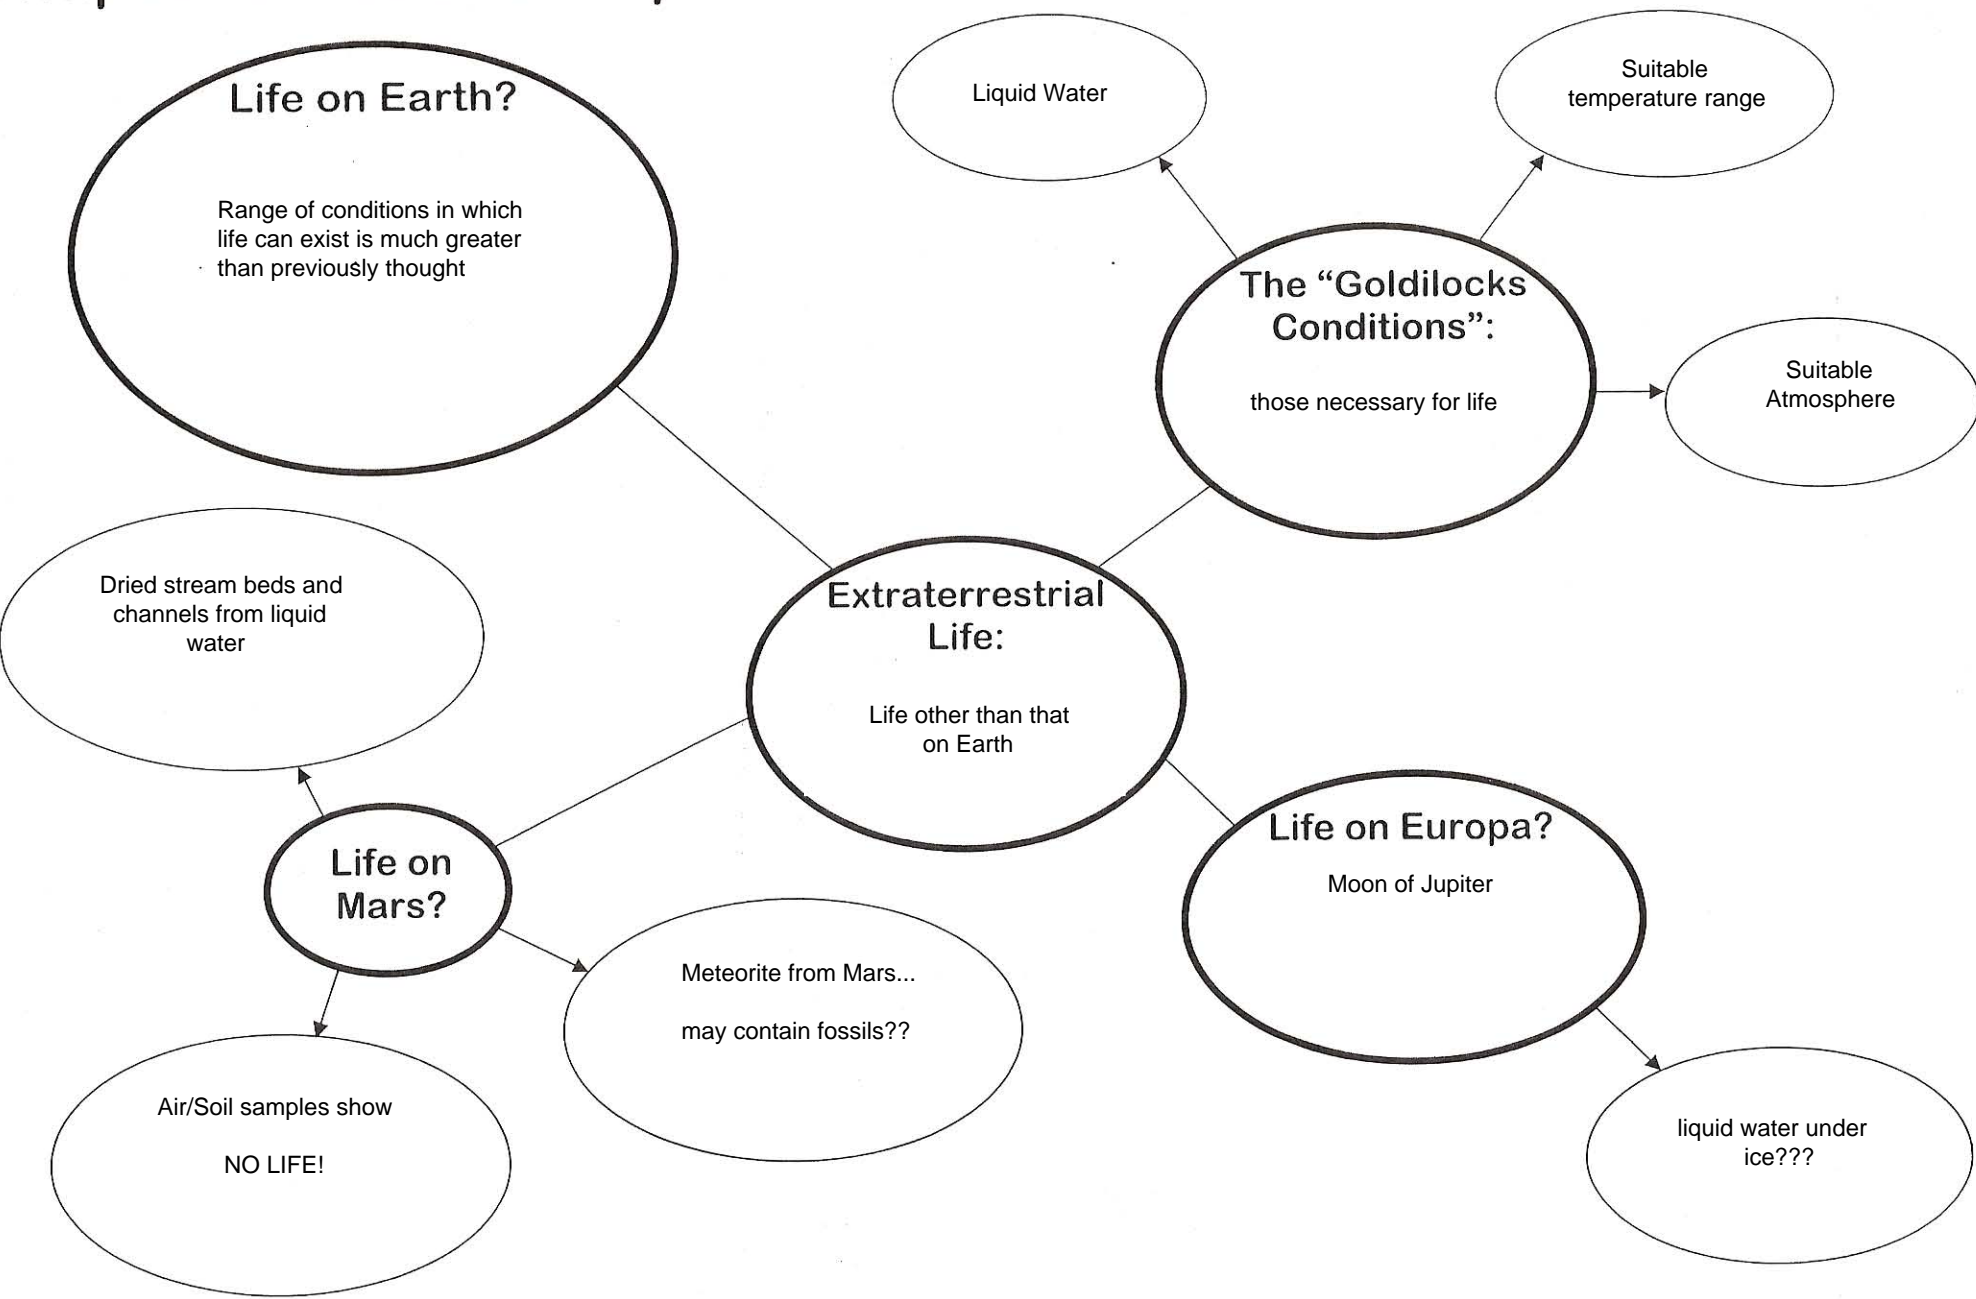 Life on Earth?
Range of conditions in which
life can exist is much greater
than previously thought
Liquid Water
Suitable
temperature range
The “Goldilocks
Conditions”:
those necessary for life
Suitable
Atmosphere
Extraterrestrial
Life:
Life other than that
on Earth
Dried stream beds and
channels from liquid
water
Life on
Mars?
Meteorite from Mars...
may contain fossils??
Air/Soil samples show
NO LIFE!
Life on Europa?
Moon of Jupiter
liquid water under
ice???